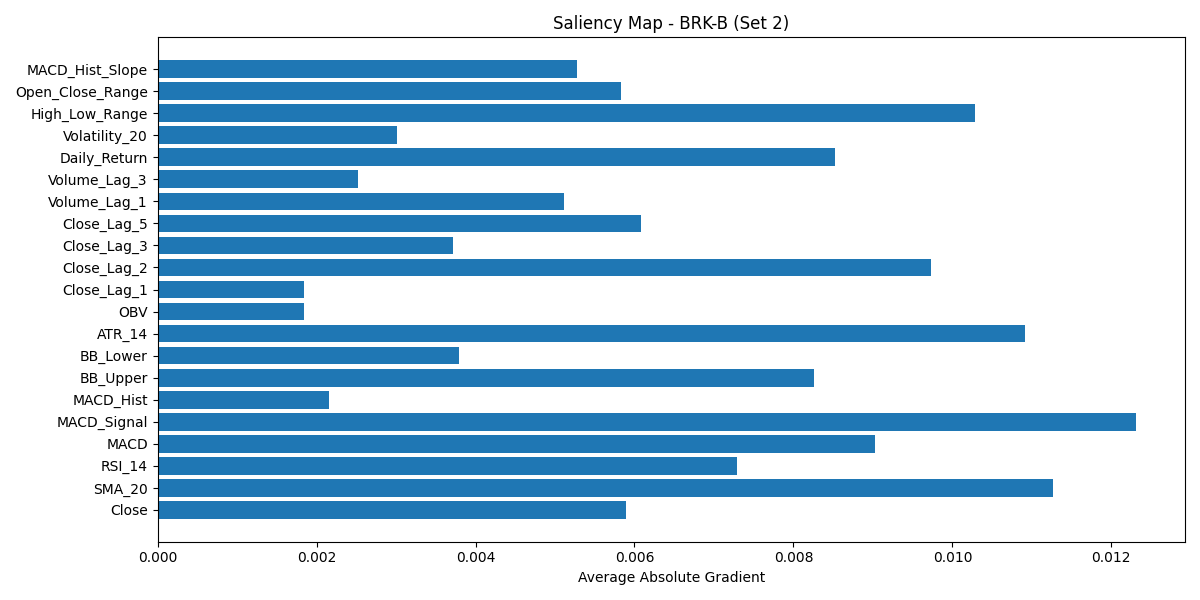 Saliency Map - BRK-B (Set 2)
MACD_Hist_Slope
Open_Close_Range
High_Low_Range
Volatility_20
Daily_Return
Volume_Lag_3
Volume_Lag_1
Close_Lag_5
Close_Lag_3
Close_Lag_2
Close_Lag_1
OBV
ATR_14
BB_Lower
BB_Upper
MACD_Hist
MACD_Signal
MACD
RSI_14
SMA_20
Close
0.000 0.002 0.004 0.006 0.008 0.010 0.012
Average Absolute Gradient